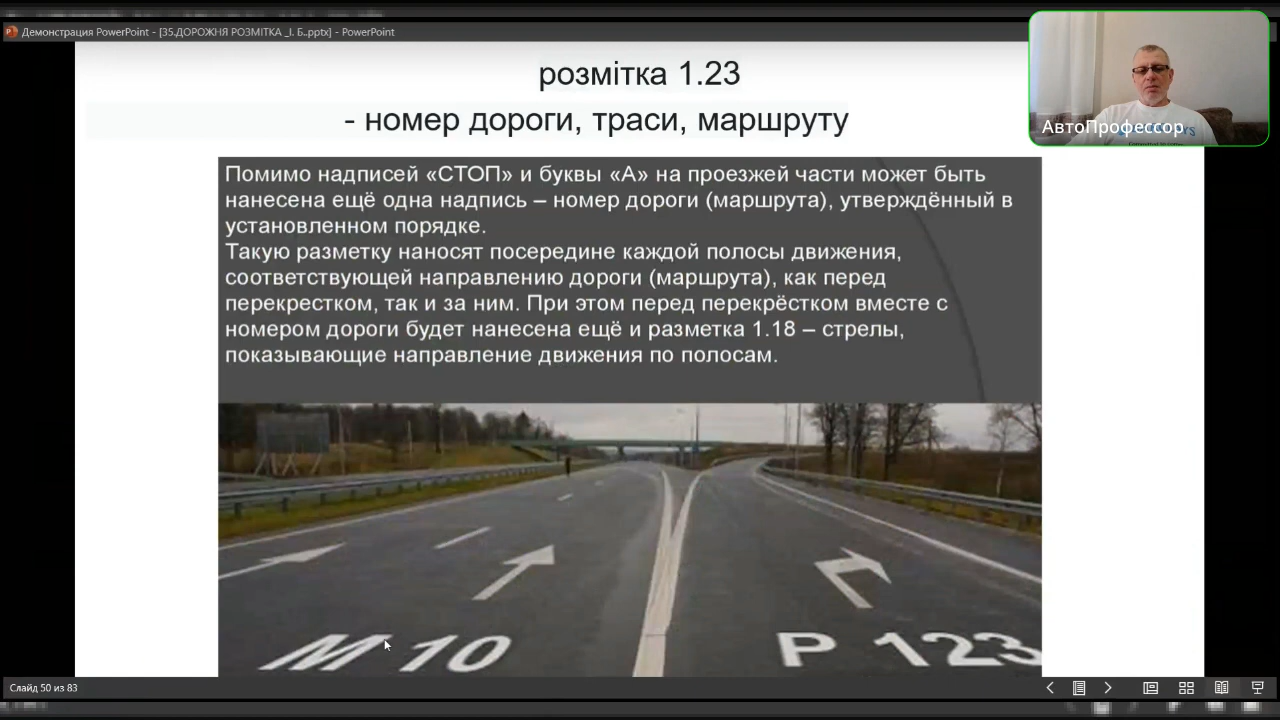 Демонстрация PowerPoint - [35.ДОРОЖНЯ РОЗМІТКА _І. Б..pptx] - PowerPoint
розмітка 1.23
- номер дороги, траси, маршруту
АвтоПрофессор
Помимо надписей «СТОП» и буквы «А» на проезжей части может быть
нанесена ещё одна надпись – номер дороги (маршрута), утверждённый в
установленном порядке.
Такую разметку наносят посередине каждой полосы движения,
соответствующей направлению дороги (маршрута), как перед
перекрестком, так и за ним. При этом перед перекрёстком вместе с
номером дороги будет нанесена ещё и разметка 1.18 – стрелы,
показывающие направление движения по полосам.
М 10
Р 123
Слайд 50 из 83